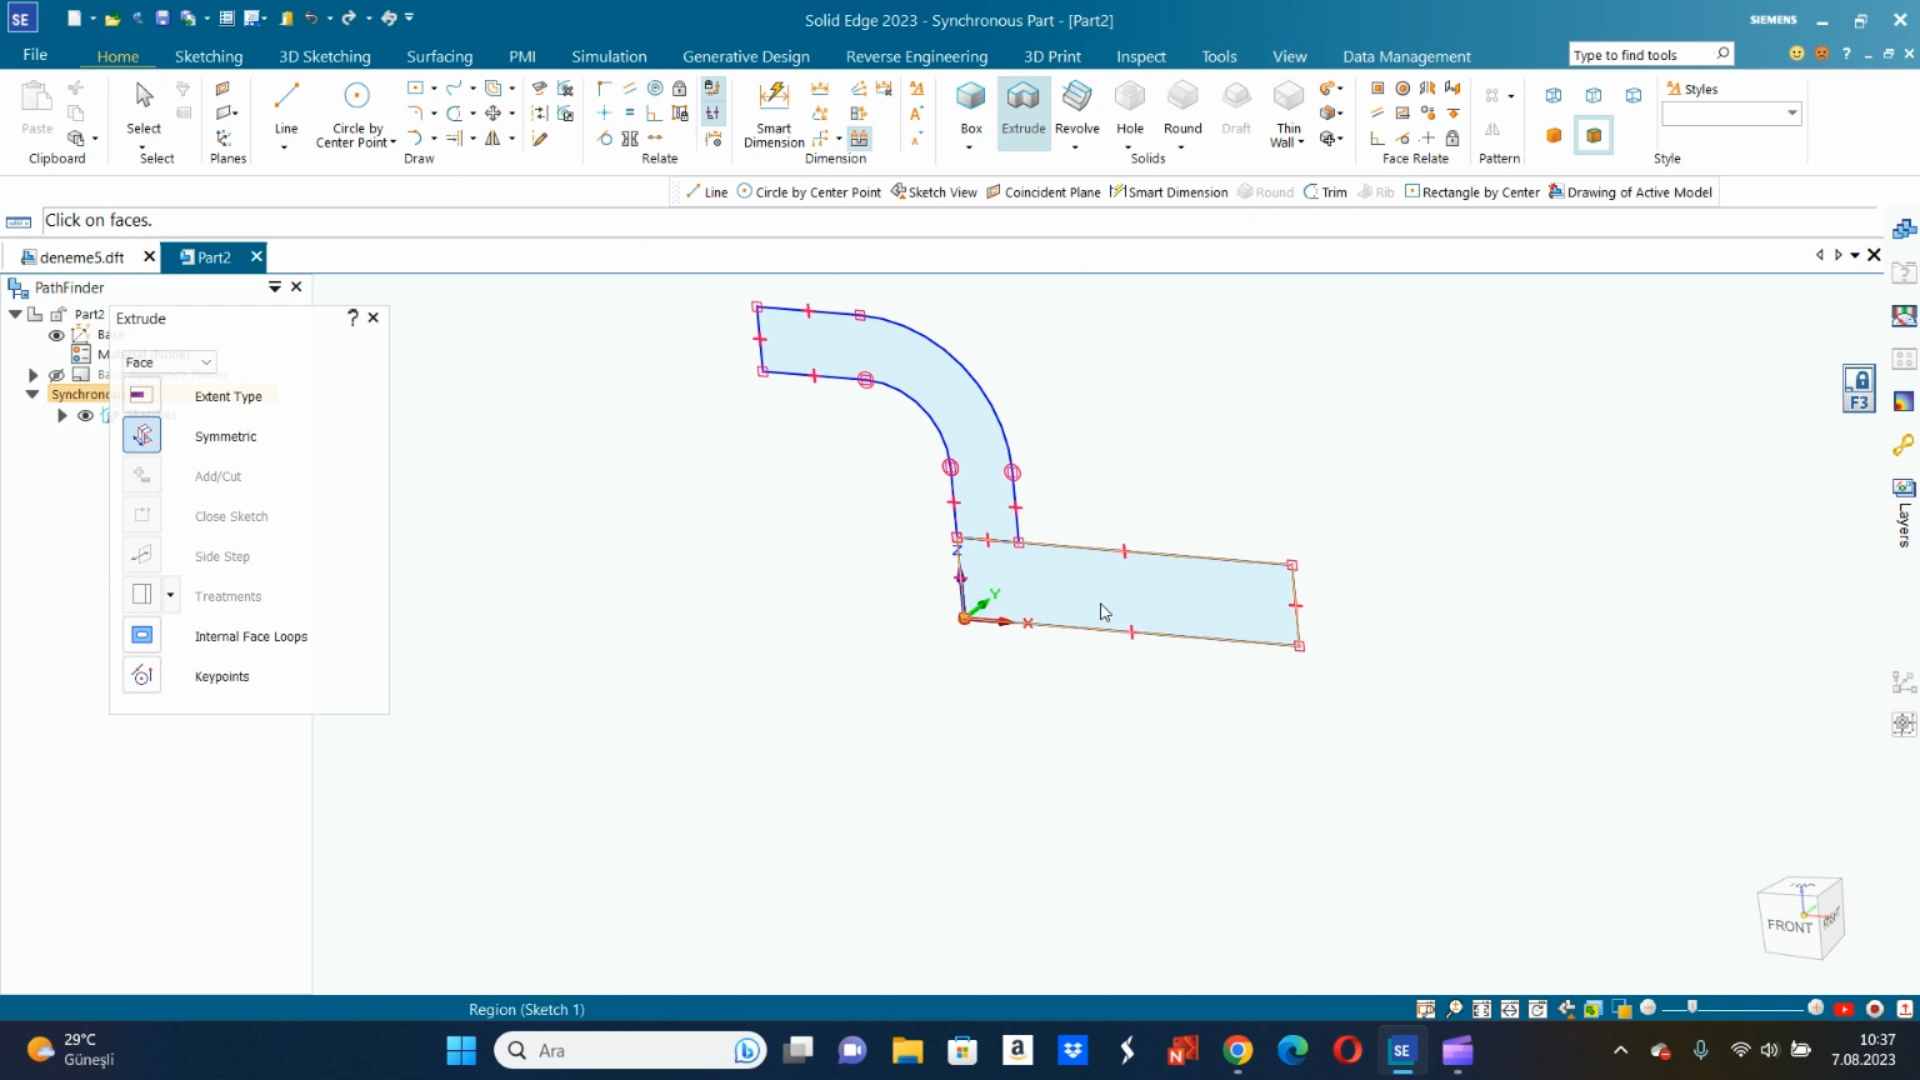 SE
Solid Edge 2023 - Synchronous Part - [Part2]
SIEMENS
File Home Sketching 3D Sketching Surfacing PMI Simulation Generative Design Reverse Engineering 3D Print Inspect Tools View Data Management
Type to find tools
Paste
Clipboard
Select
Select
Planes
Line
Circle by
Center Point
Draw
Relate
Smart
Dimension
Dimension
Box
Extrude
Revolve
Hole
Round
Draft
Thin
Wall
Solids
Face Relate
Pattern
Styles
Style
Line Circle by Center Point Sketch View Coincident Plane Smart Dimension Round Trim Rib Rectangle by Center Drawing of Active Model
Click on faces.
deneme5.dft Part2
PathFinder
Part2
Extrude
Face
Synchron
Extent Type
Symmetric
Add/Cut
Close Sketch
Side Step
Treatments
Internal Face Loops
Keypoints
Z
Y
X
F3
Layers
FRONT
RIGHT
Region (Sketch 1)
29°C
Güneşli
Ara
SE
10:37
7.08.2023